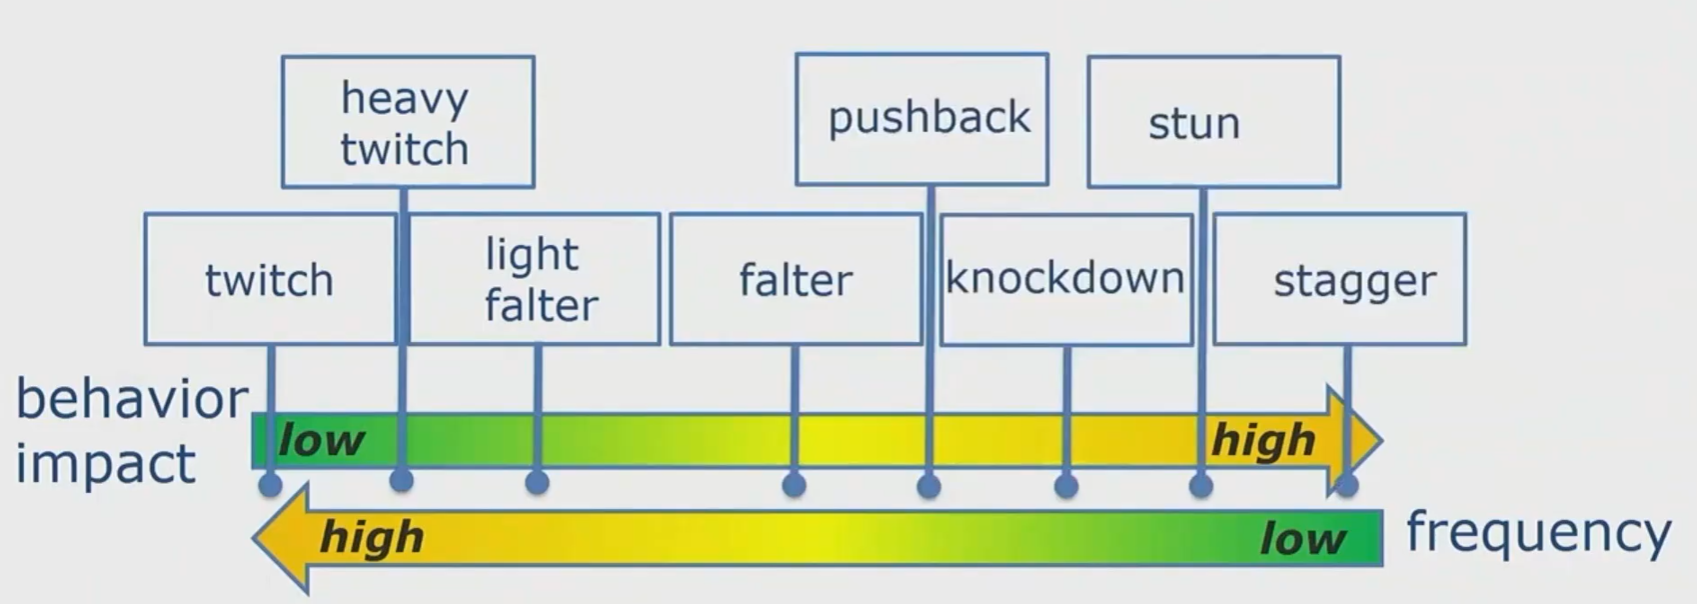 heavy
twitch
pushback
stun
twitch
light
falter
falter
knockdown
stagger
behavior
impact
low
high
high
low
frequency